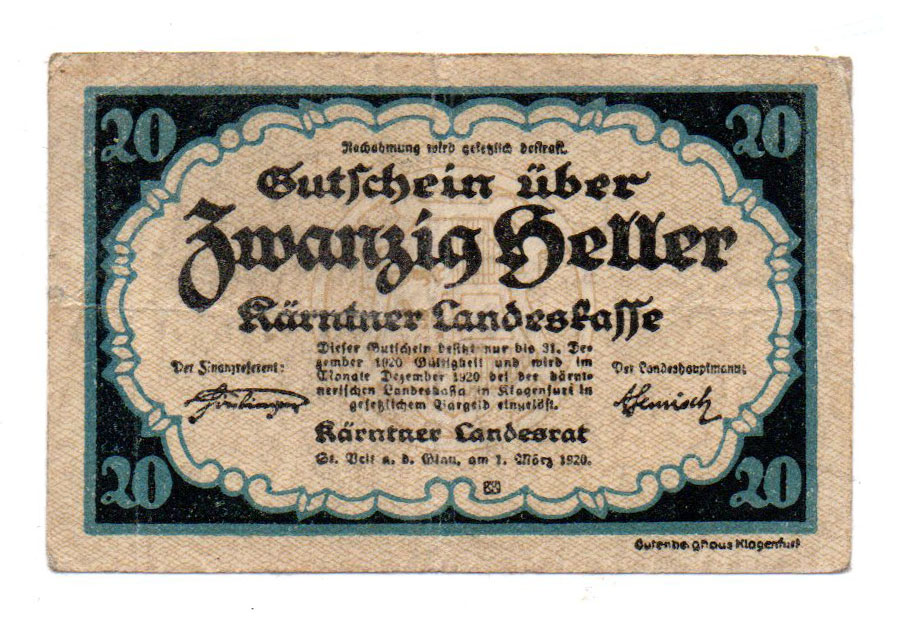 20 20
Nachahmung wird gesetzlich bestraft.
Gutschein über
Zwanzig Heller
Kärntner Landeskasse
Dieser Gutschein besitzt nur bis 31. De-
zember 1920 Gültigkeit und wird im
Monate Dezember 1920 bei der kärnt-
nerischen Landeskassa in Klagenfurt in
gesetzlichem Bargeld eingelöst.
Der Finanzreferent:
Der Landeshauptmann:
Lemisch
Kärntner Landesrat
St. Veit a. d. Glan, am 1. März 1920.
20 20
Gutenberghaus Klagenfurt